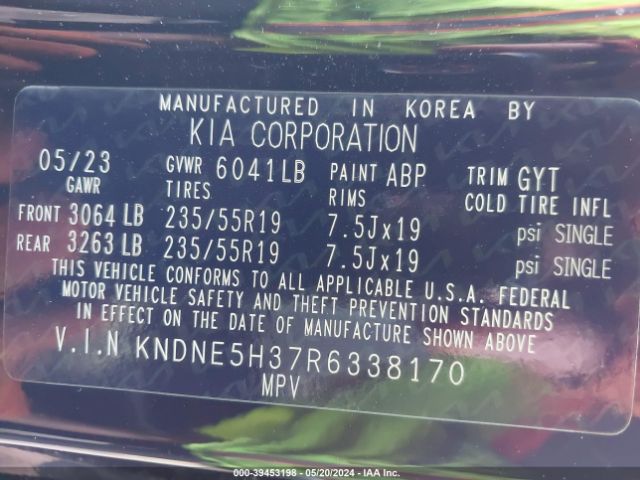 MANUFACTURED IN KOREA BY
KIA CORPORATION
05/23 GVWR 6041LB PAINT ABP TRIM GYT
GAWR TIRES RIMS COLD TIRE INFL
FRONT 3064 LB 235/55R19 7.5Jx19 psi SINGLE
REAR 3263 LB 235/55R19 7.5Jx19 psi SINGLE
THIS VEHICLE CONFORMS TO ALL APPLICABLE U.S.A. FEDERAL
MOTOR VEHICLE SAFETY AND THEFT PREVENTION STANDARDS
IN EFFECT ON THE DATE OF MANUFACTURE SHOWN ABOVE
V.I.N KNDNE5H37R6338170
MPV
000-39453198 - 05/20/2024 - IAA Inc.